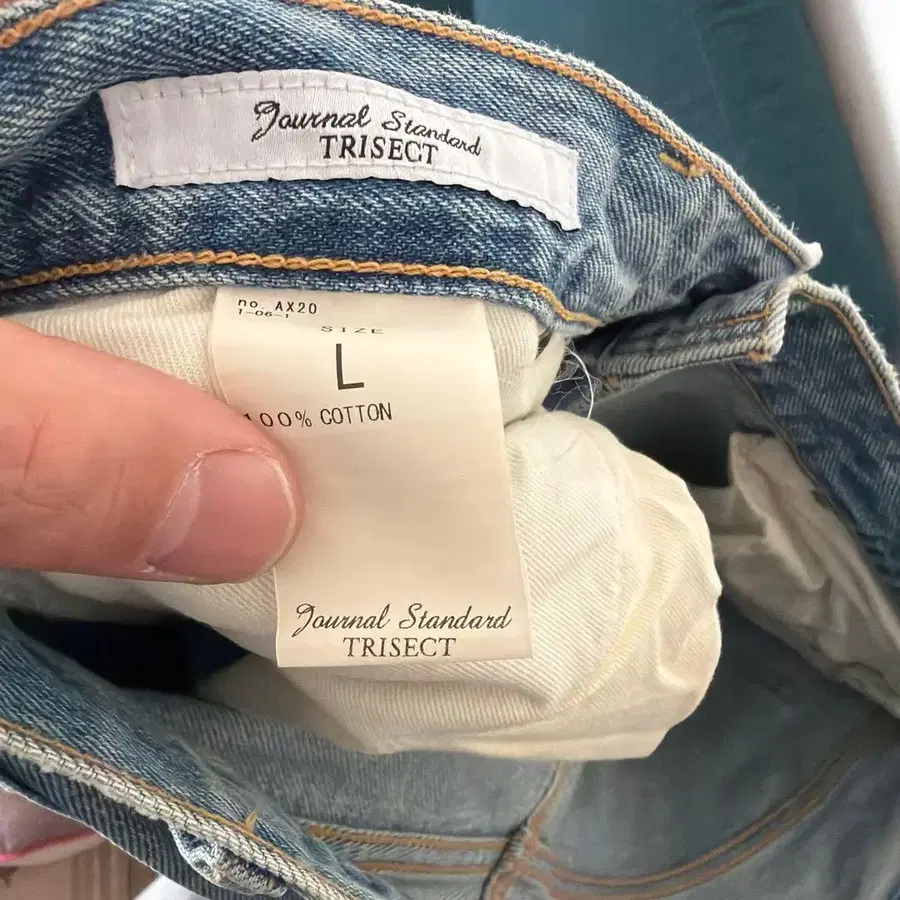 Journal Standard
TRISECT
no. AX20
1-06-1
SIZE
L
100% COTTON
Journal Standard
TRISECT